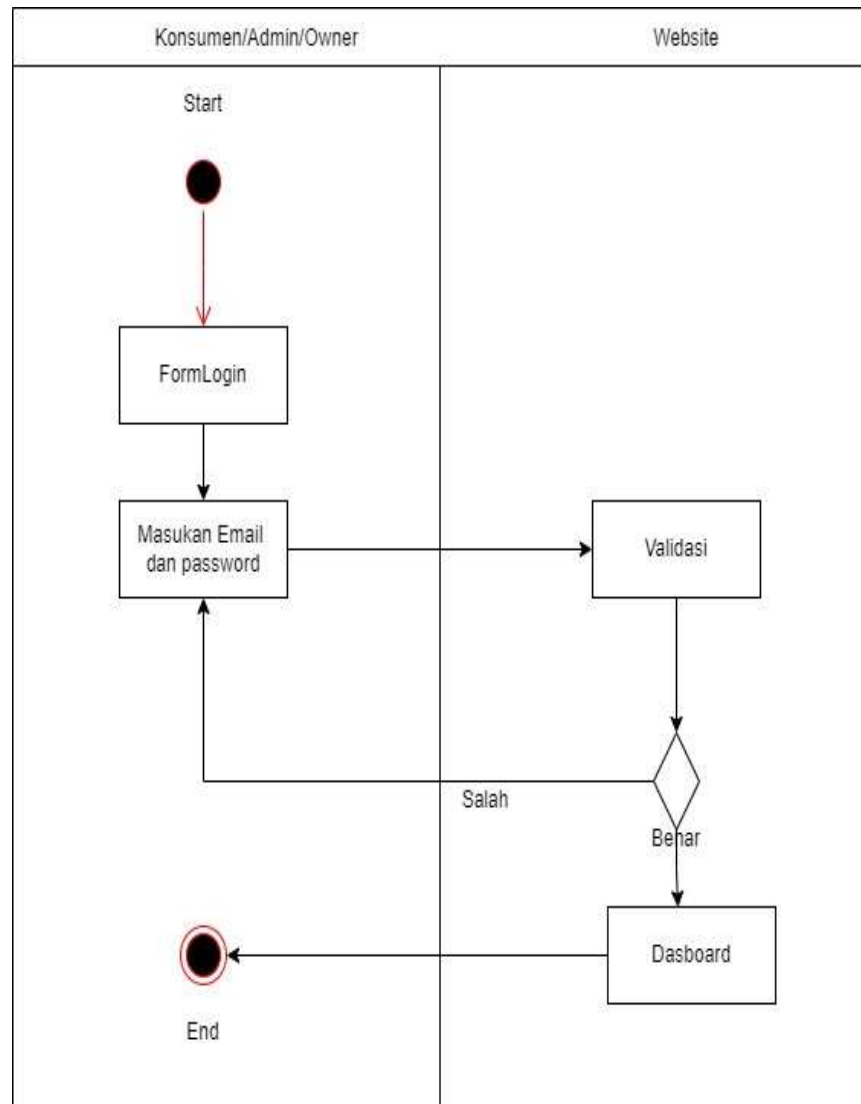 Konsumen/Admin/Owner
Website
Start
FormLogin
Masukan Email
dan password
Validasi
Salah
Benar
Dasboard
End